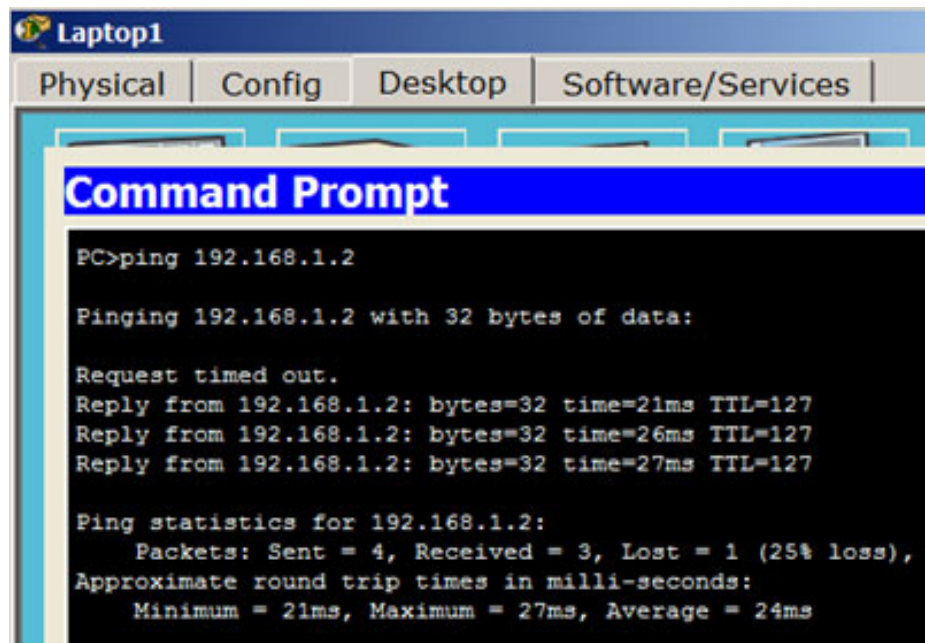 Laptop1
Physical Config Desktop Software/Services
Command Prompt
PC>ping 192.168.1.2
Pinging 192.168.1.2 with 32 bytes of data:
Request timed out.
Reply from 192.168.1.2: bytes=32 time=21ms TTL=127
Reply from 192.168.1.2: bytes=32 time=26ms TTL=127
Reply from 192.168.1.2: bytes=32 time=27ms TTL=127
Ping statistics for 192.168.1.2:
Packets: Sent = 4, Received = 3, Lost = 1 (25% loss),
Approximate round trip times in milli-seconds:
Minimum = 21ms, Maximum = 27ms, Average = 24ms